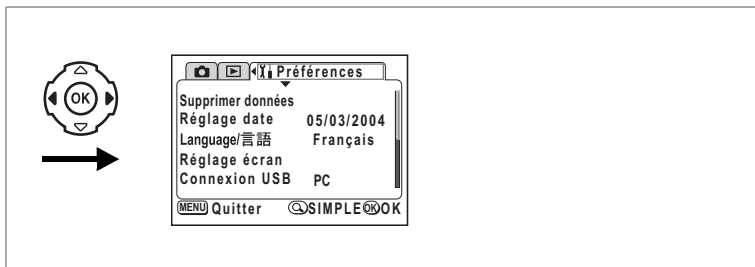 OK
Préférences
Supprimer données
Réglage date 05/03/2004
Language/言語 Français
Réglage écran
Connexion USB PC
MENU Quitter SIMPLE OK OK